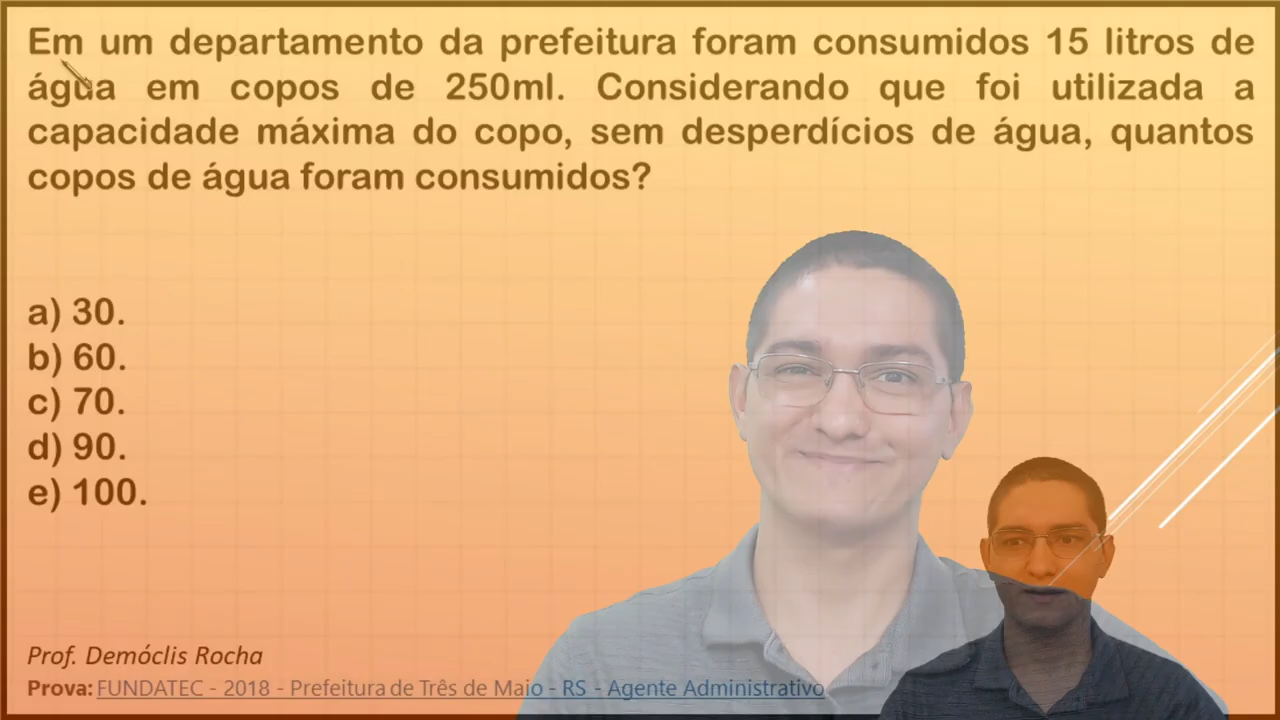 Em um departamento da prefeitura foram consumidos 15 litros de
água em copos de 250ml. Considerando que foi utilizada a
capacidade máxima do copo, sem desperdícios de água, quantos
copos de água foram consumidos?
a) 30.
b) 60.
c) 70.
d) 90.
e) 100.
Prof. Demóclis Rocha
Prova: FUNDATEC - 2018 - Prefeitura de Três de Maio - RS - Agente Administrativo